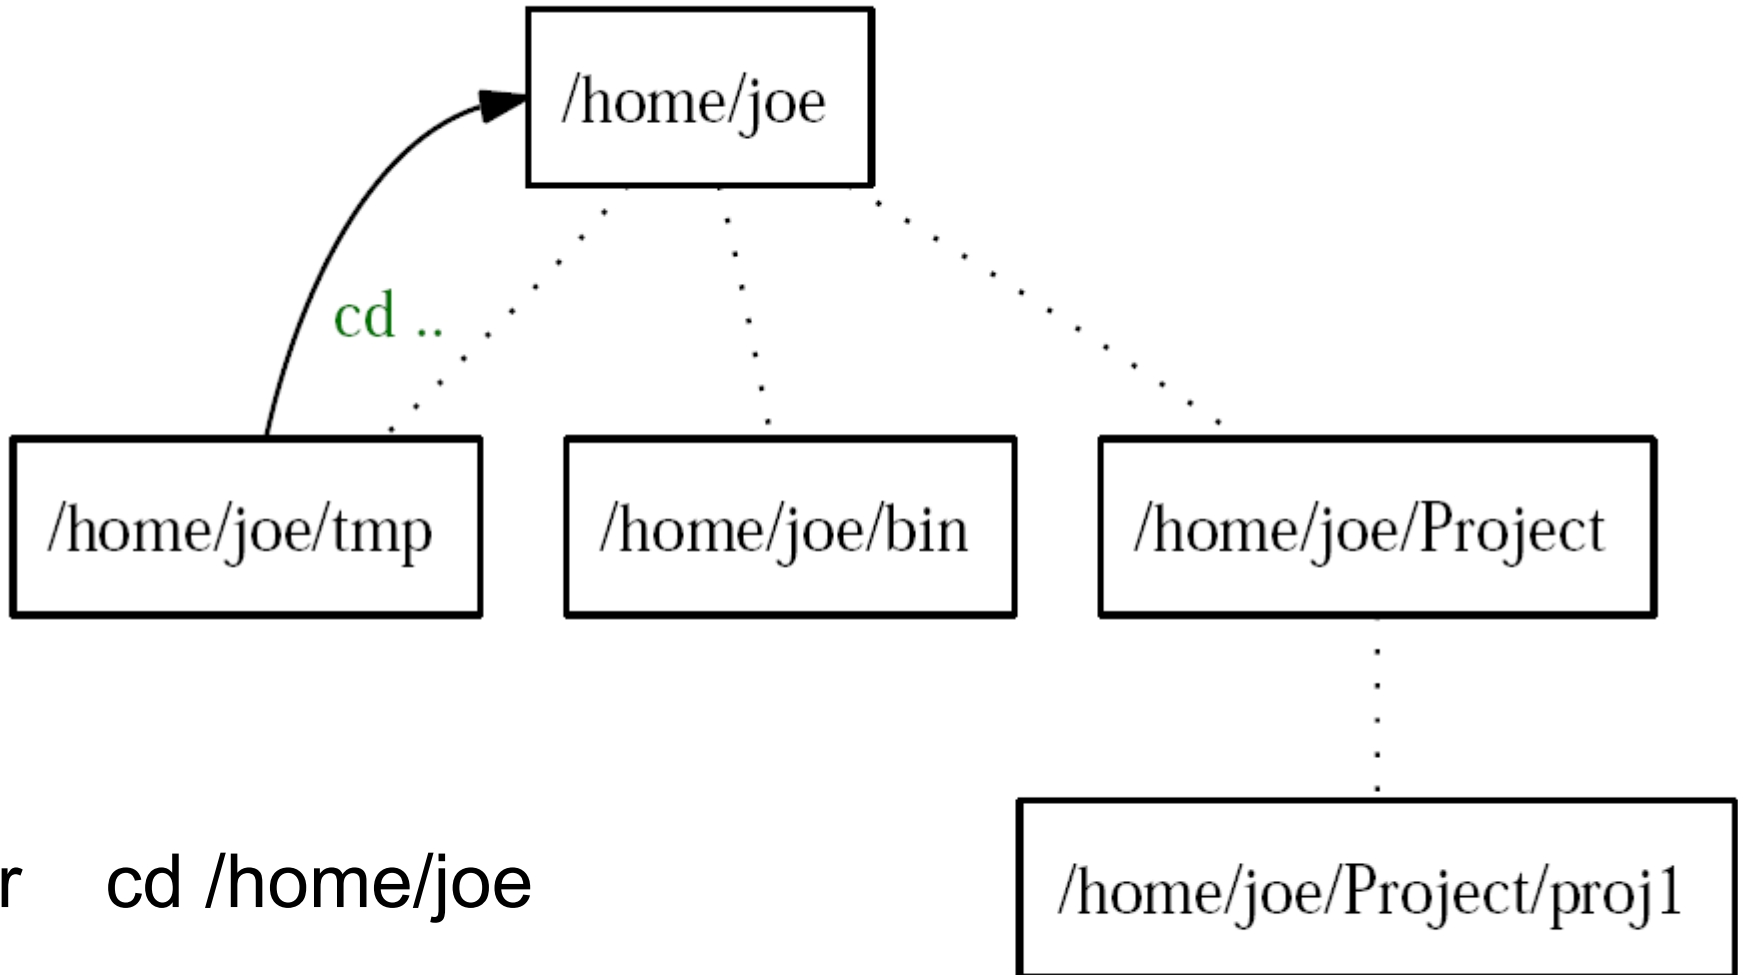 /home/joe
cd ..
/home/joe/tmp
/home/joe/bin
/home/joe/Project
r cd /home/joe
/home/joe/Project/proj1